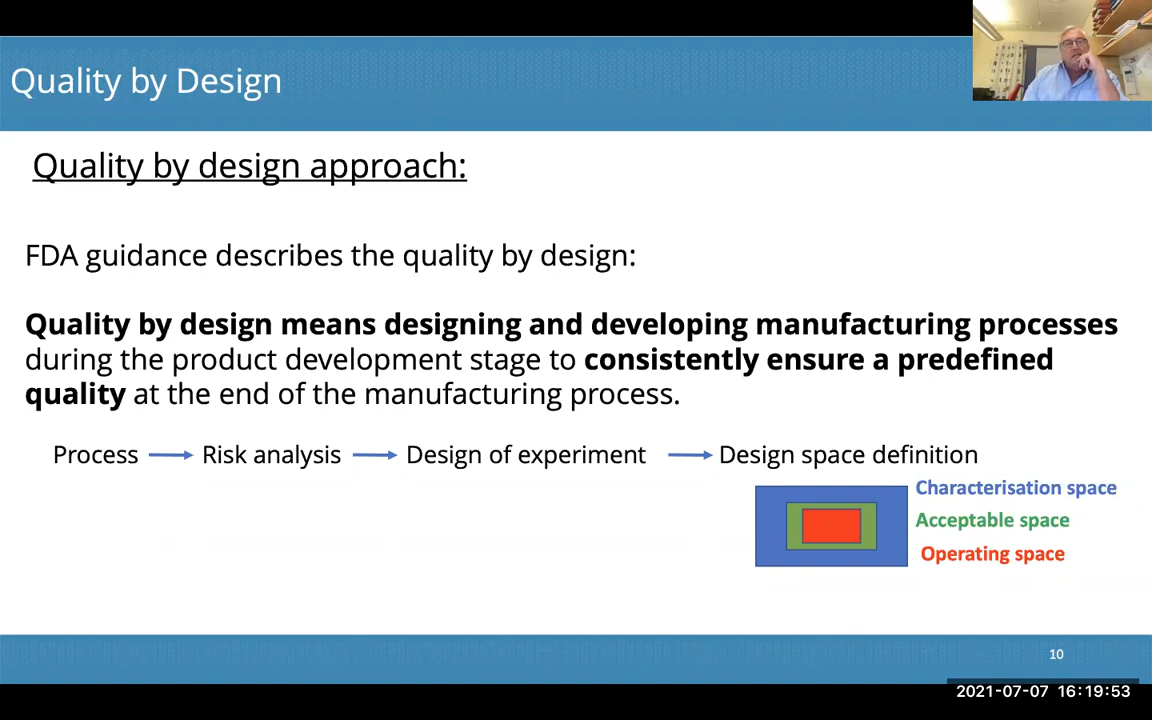 Quality by Design
Quality by design approach:
FDA guidance describes the quality by design:
Quality by design means designing and developing manufacturing processes
during the product development stage to consistently ensure a predefined
quality at the end of the manufacturing process.
Process Risk analysis Design of experiment Design space definition
Characterisation space
Acceptable space
Operating space
10
2021-07-07 16:19:53